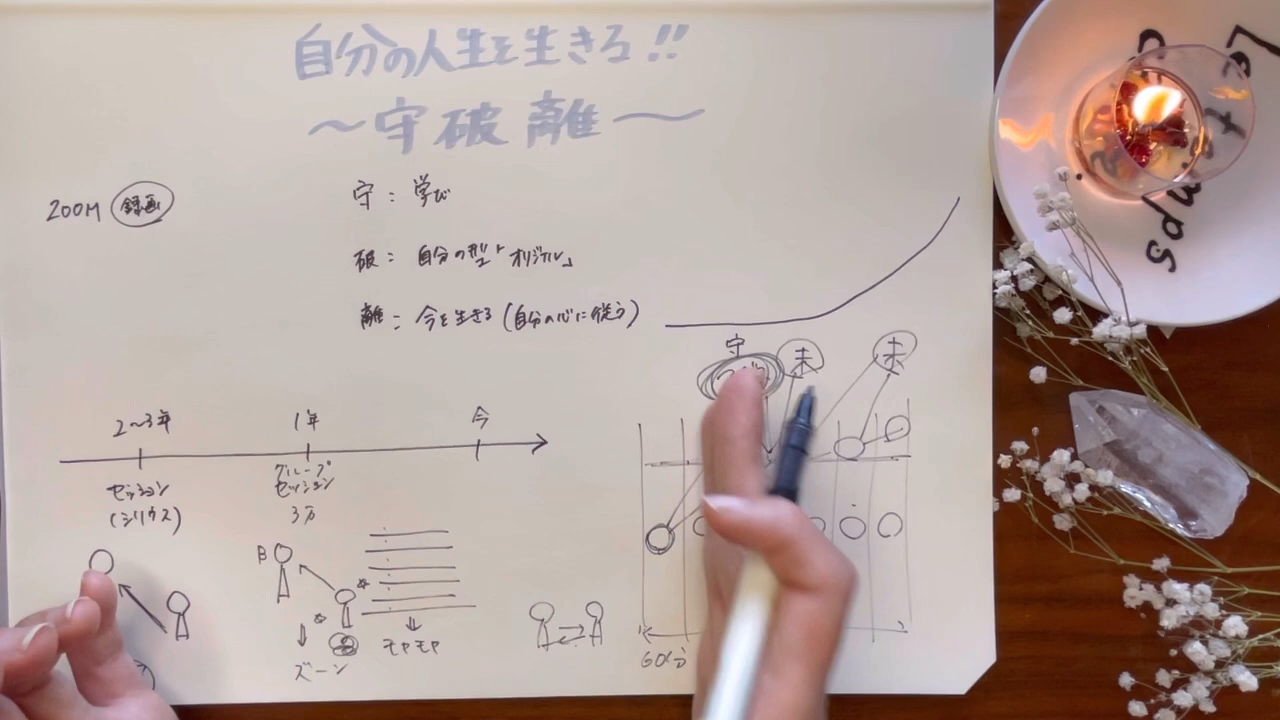 自分の人生を生きる!!
〜守破離〜
ZOOM 録画
守:学び
破:自分の型「オリジナル」
離:今を生きる(自分の心に従う)
守
未
未
2〜3年
1年
今
セッション
(シリウス)
グループ
セッション
3万
B
ズーン
モヤモヤ
60分
Let